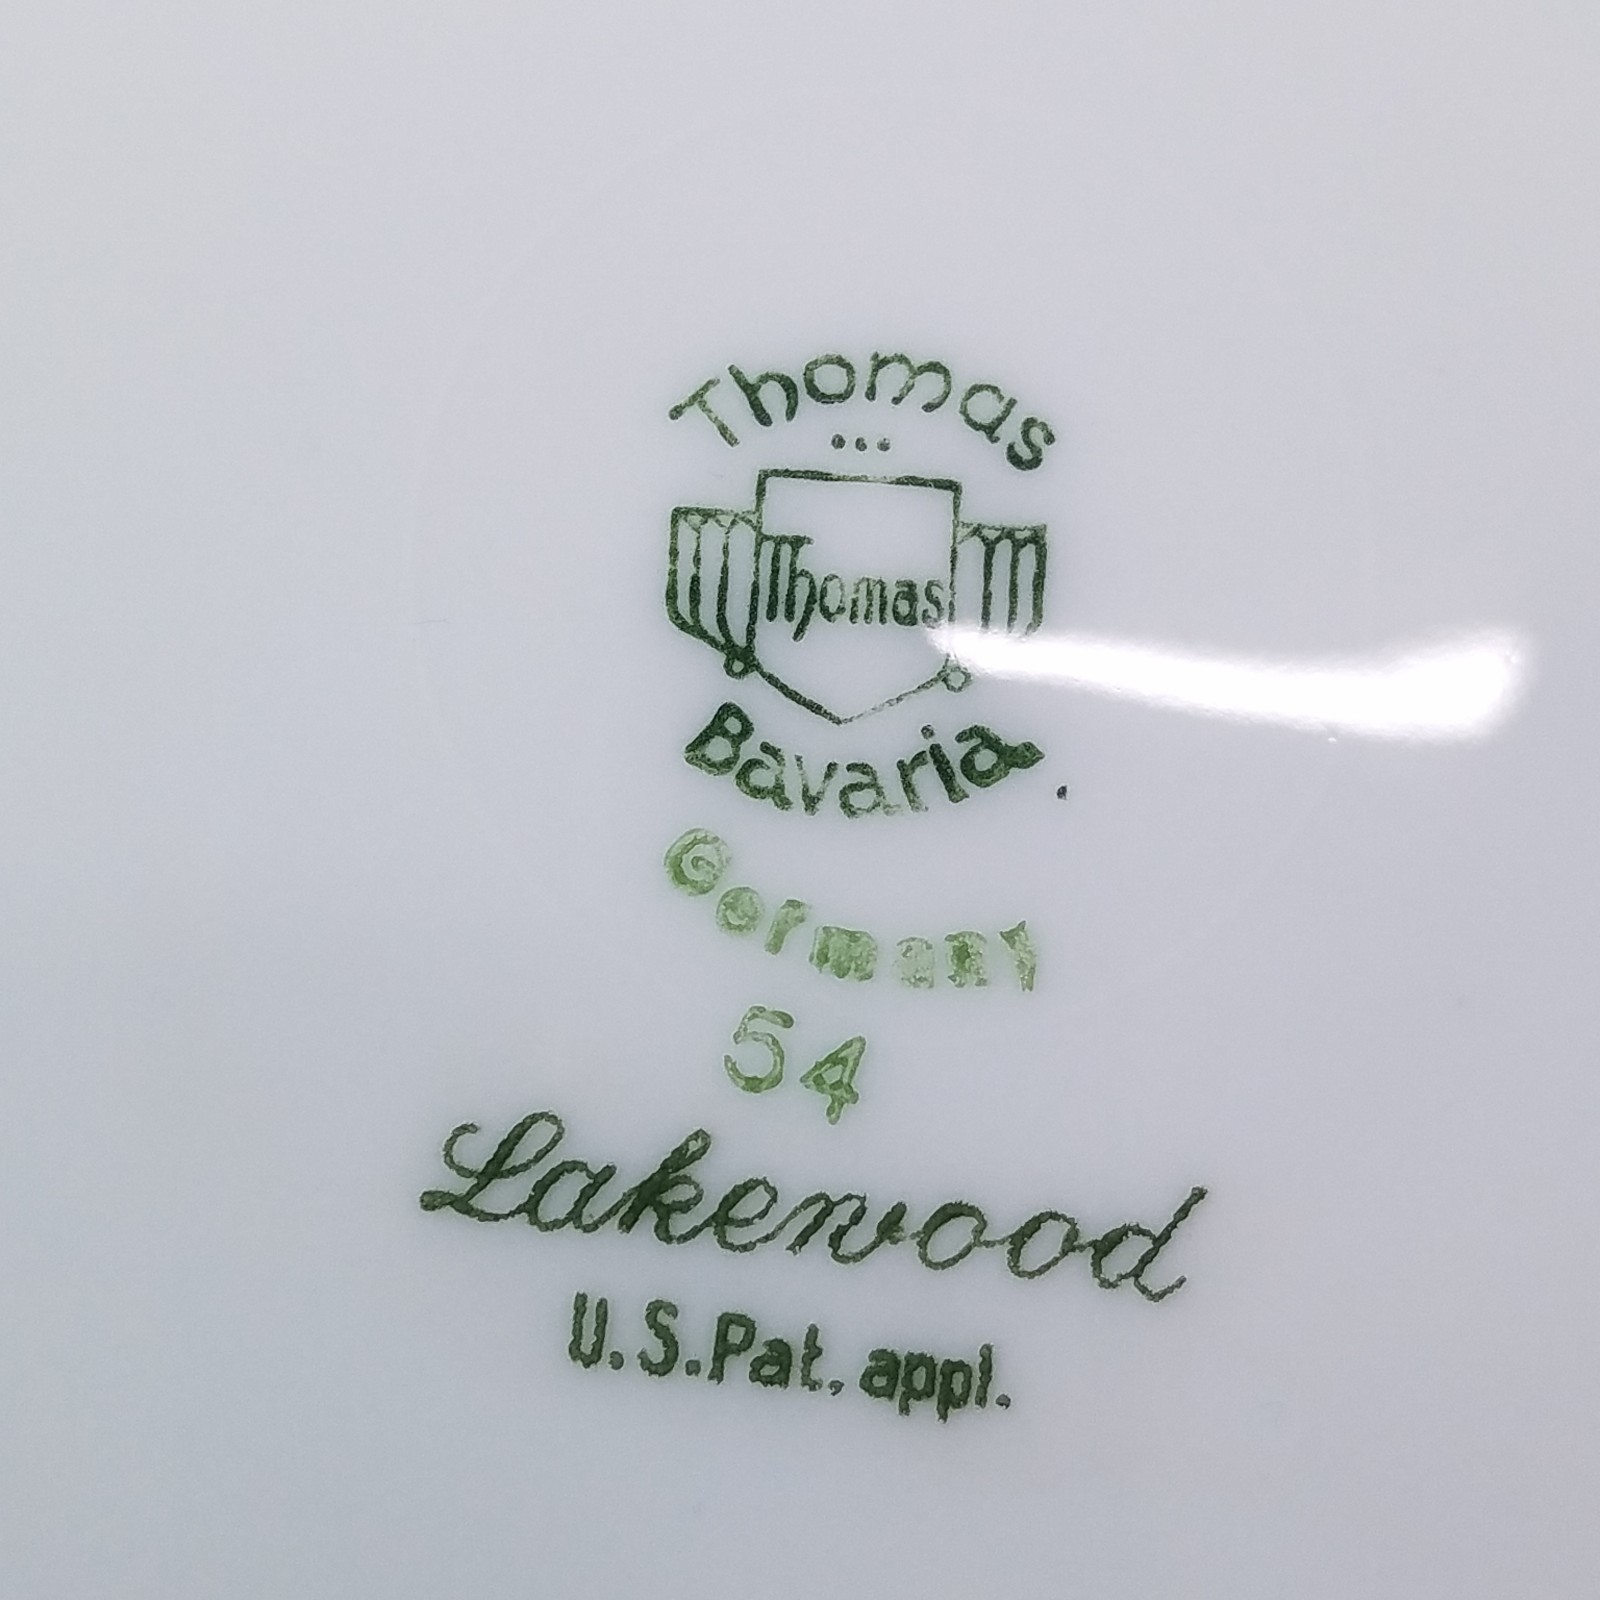 Thomas
Thomas
Bavaria
Germany
54
Lakewood
U.S. Pat. appl.